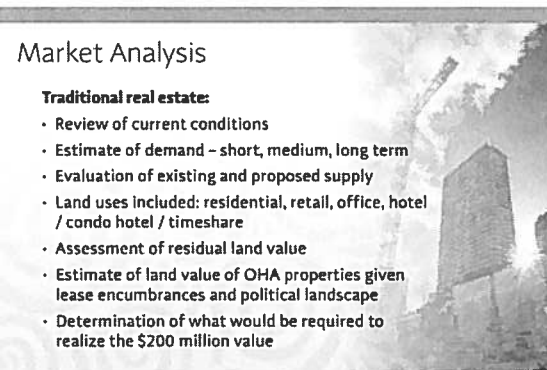 Market Analysis
Traditional real estate:
· Review of current conditions
· Estimate of demand – short, medium, long term
· Evaluation of existing and proposed supply
· Land uses included: residential, retail, office, hotel
/ condo hotel / timeshare
· Assessment of residual land value
· Estimate of land value of OHA properties given
lease encumbrances and political landscape
· Determination of what would be required to
realize the $200 million value